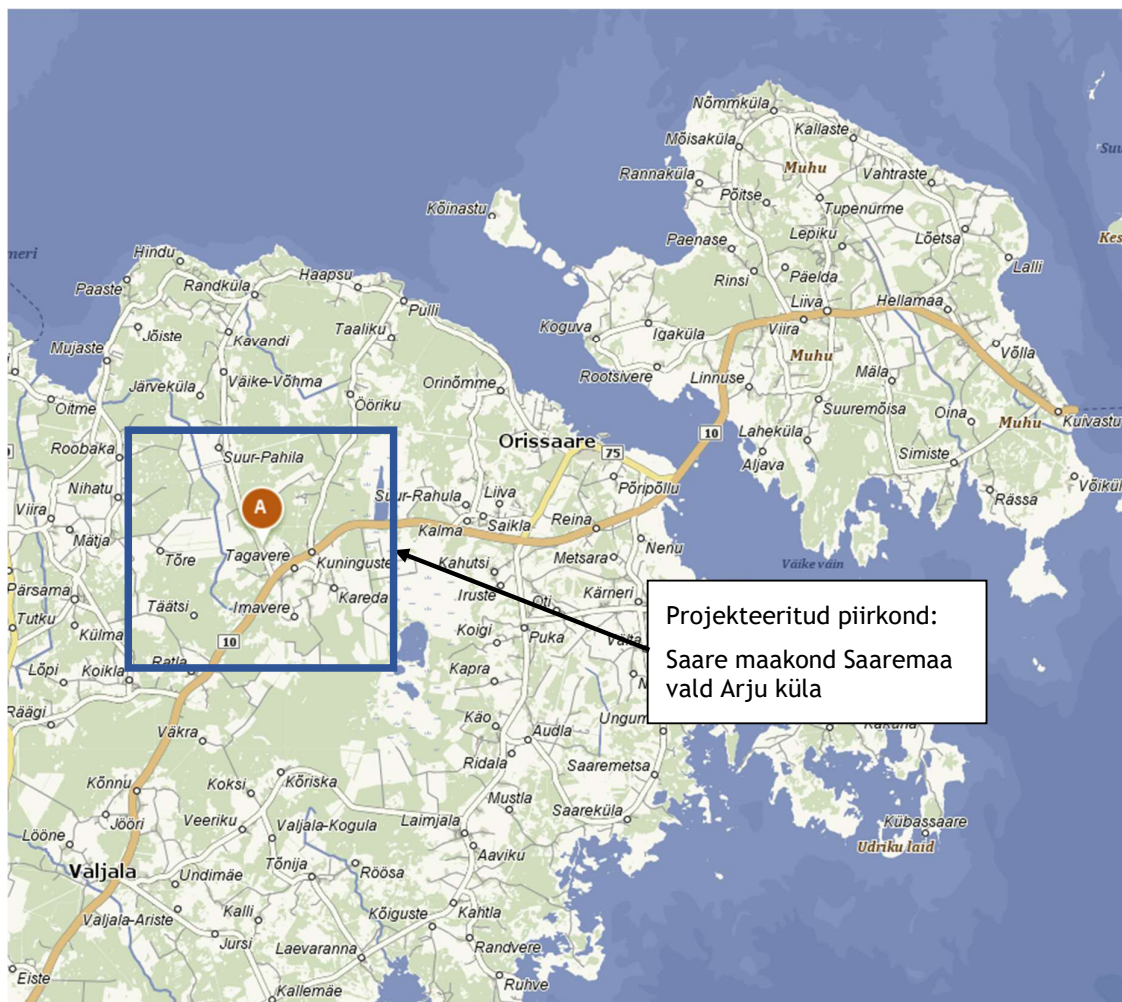 Nõmmküla
Mõisaküla
Kallaste
Rannaküla
Muhu
Vahtraste
Põitse
Tupenurme
Kõinastu
Paenase
Lepiku
Lõetsa
Rinsi
Päelda
Lalli
Hindu
Haapsu
Randküla
Paaste
Pulli
Liiva
Hellamaa
Koguva
Igaküla
Viira
Jõiste
Kavandi
Taaliku
Muhu
Võlla
Mujaste
Rootsivere
Linnuse
Mäla
Järveküla
Väike-Võhma
Orinõmme
Ööriku
Suuremõisa
Oina
Muhu
Kuivastu
Oitme
Orissaare
75
10
Laheküla
Roobaka
Suur-Pahila
Aljava
Simiste
Nihatu
Suur-Rahula
Liiva
Põripõllu
Rässa
Viira
A
Kalma
Saikla
Reina
Mätja
Tõre
Tagavere
Kuninguste
Kahutsi
Metsara
Nenu
Väike väin
Pärsama
Täätsi
Imavere
Kareda
Iruste
Oti
Kärneri
Projekteeritud piirkond:
Saare maakond Saaremaa
vald Arju küla
Tutku
Külma
10
Koigi
Puka
Lõpi
Koikla
Ratla
Kapra
Räägi
Väkra
Käo
Audla
Ridala
Saaremetsa
Kõnnu
Koksi
Kõriska
Mustla
Saareküla
Jööri
Veeriku
Valjala-Kogula
Laimjala
Kübassaare
Lööne
Tõnija
Aaviku
Udriku laid
Valjala
Undimäe
Röösa
Valjala-Ariste
Kalli
Kõiguste
Kahtla
Jursi
Laevaranna
Randvere
Eiste
Ruhve
Kallemäe